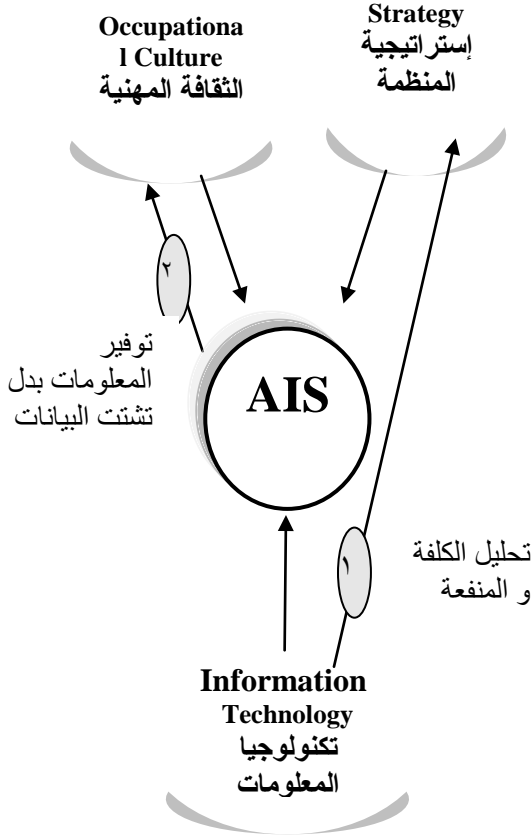 Occupationa
l Culture
الثقافة المهنية
Strategy
إستراتيجية
المنظمة
٢
توفير
المعلومات بدل
تشتت البيانات
AIS
١
تحليل الكلفة
و المنفعة
Information
Technology
تكنولوجيا
المعلومات